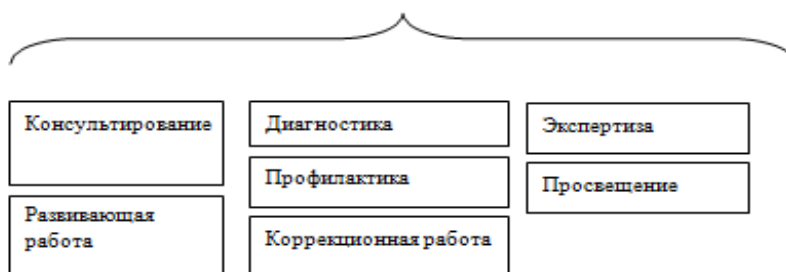 Консультирование
Развивающая
работа
Диагностика
Профилактика
Коррекционная работа
Экспертиза
Просвещение